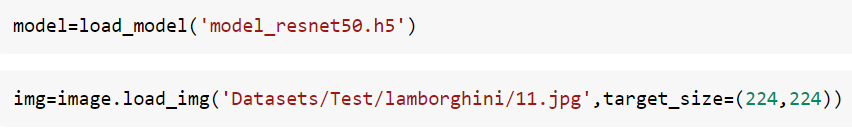 model=load_model('model_resnet50.h5')
img=image.load_img('Datasets/Test/lamborghini/11.jpg',target_size=(224,224))